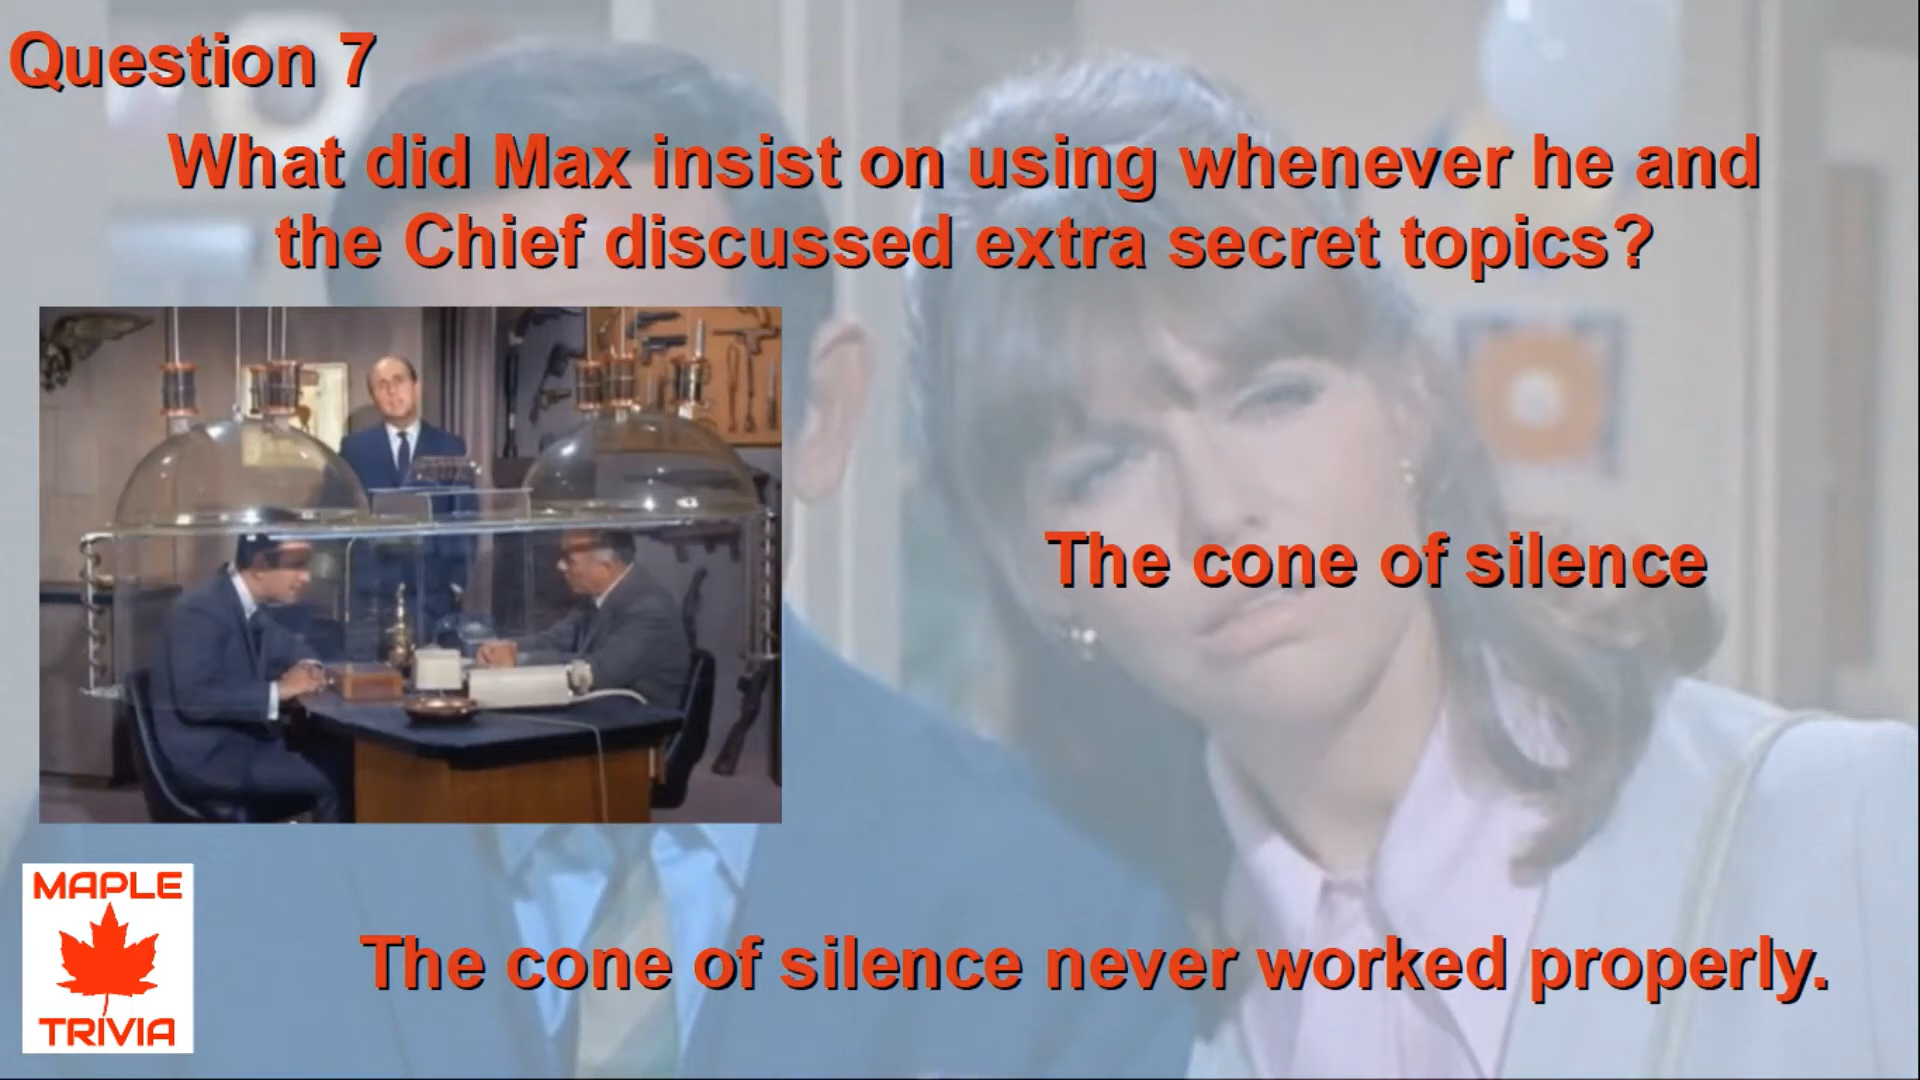 Question 7
What did Max insist on using whenever he and
the Chief discussed extra secret topics?
The cone of silence
MAPLE
TRIVIA
The cone of silence never worked properly.